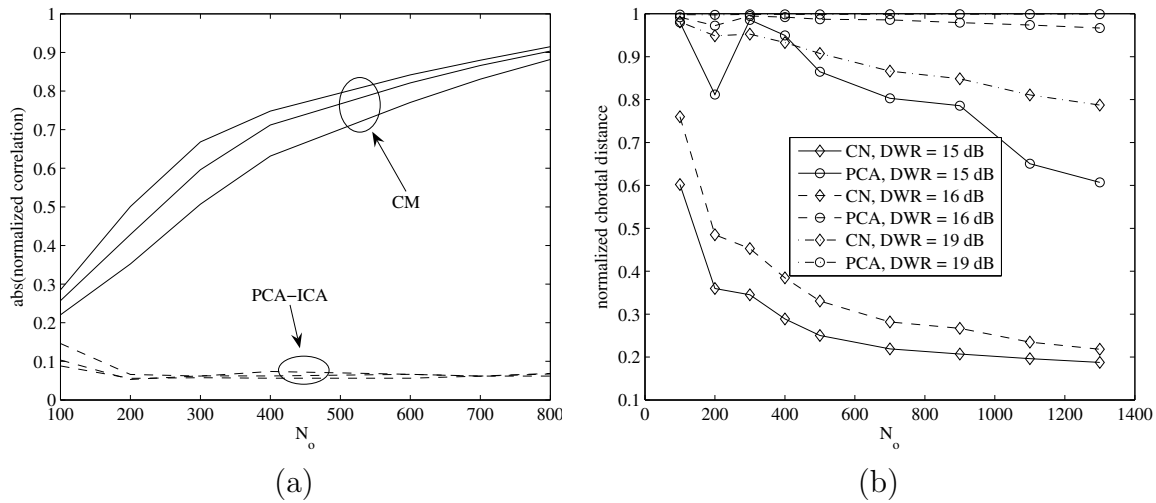 1
0.9
0.8
0.7
0.6
0.5
0.4
0.3
0.2
0.1
0
abs(normalized correlation)
CM
PCA−ICA
100 200 300 400 500 600 700 800
N_o
(a)
1
0.9
0.8
0.7
0.6
0.5
0.4
0.3
0.2
0.1
normalized chordal distance
CN, DWR = 15 dB
PCA, DWR = 15 dB
CN, DWR = 16 dB
PCA, DWR = 16 dB
CN, DWR = 19 dB
PCA, DWR = 19 dB
0 200 400 600 800 1000 1200 1400
N_o
(b)